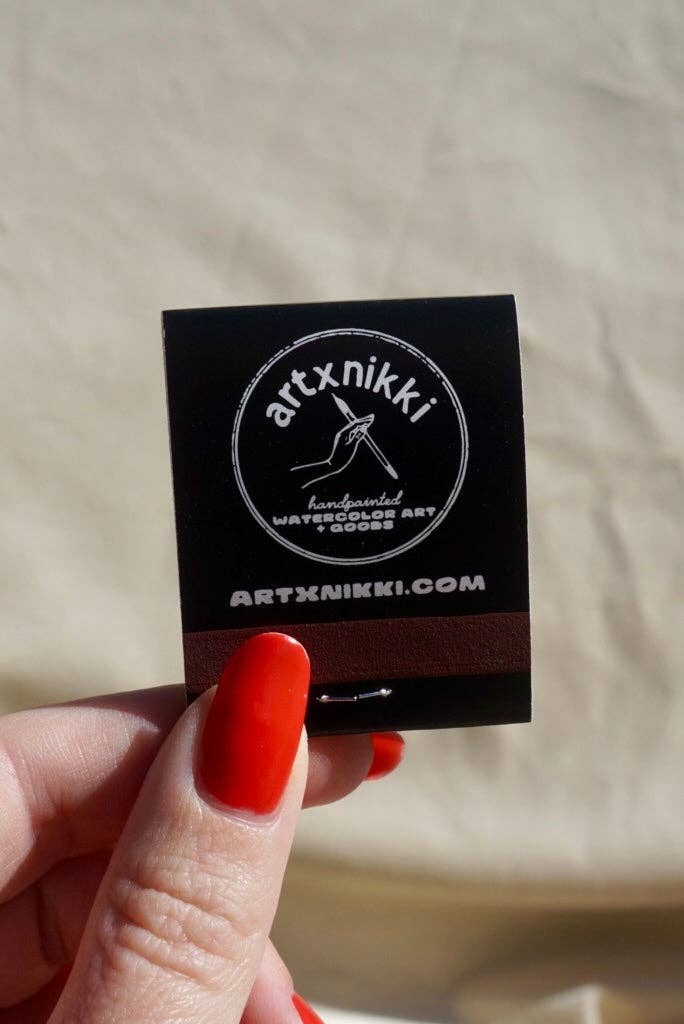 artxnikki
handpainted
WATERCOLOR ART
+ GOODS
ARTXNIKKI.COM